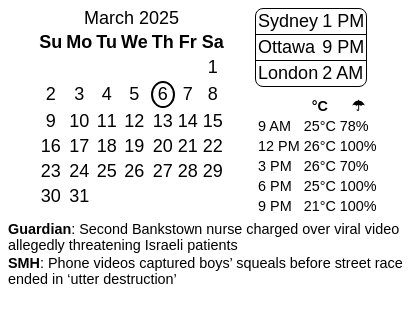 March 2025
Su Mo Tu We Th Fr Sa
1
2 3 4 5 6 7 8
9 10 11 12 13 14 15
16 17 18 19 20 21 22
23 24 25 26 27 28 29
30 31
Sydney 1 PM
Ottawa 9 PM
London 2 AM
°C ☂
9 AM 25°C 78%
12 PM 26°C 100%
3 PM 26°C 70%
6 PM 25°C 100%
9 PM 21°C 100%
Guardian: Second Bankstown nurse charged over viral video
allegedly threatening Israeli patients
SMH: Phone videos captured boys’ squeals before street race
ended in ‘utter destruction’